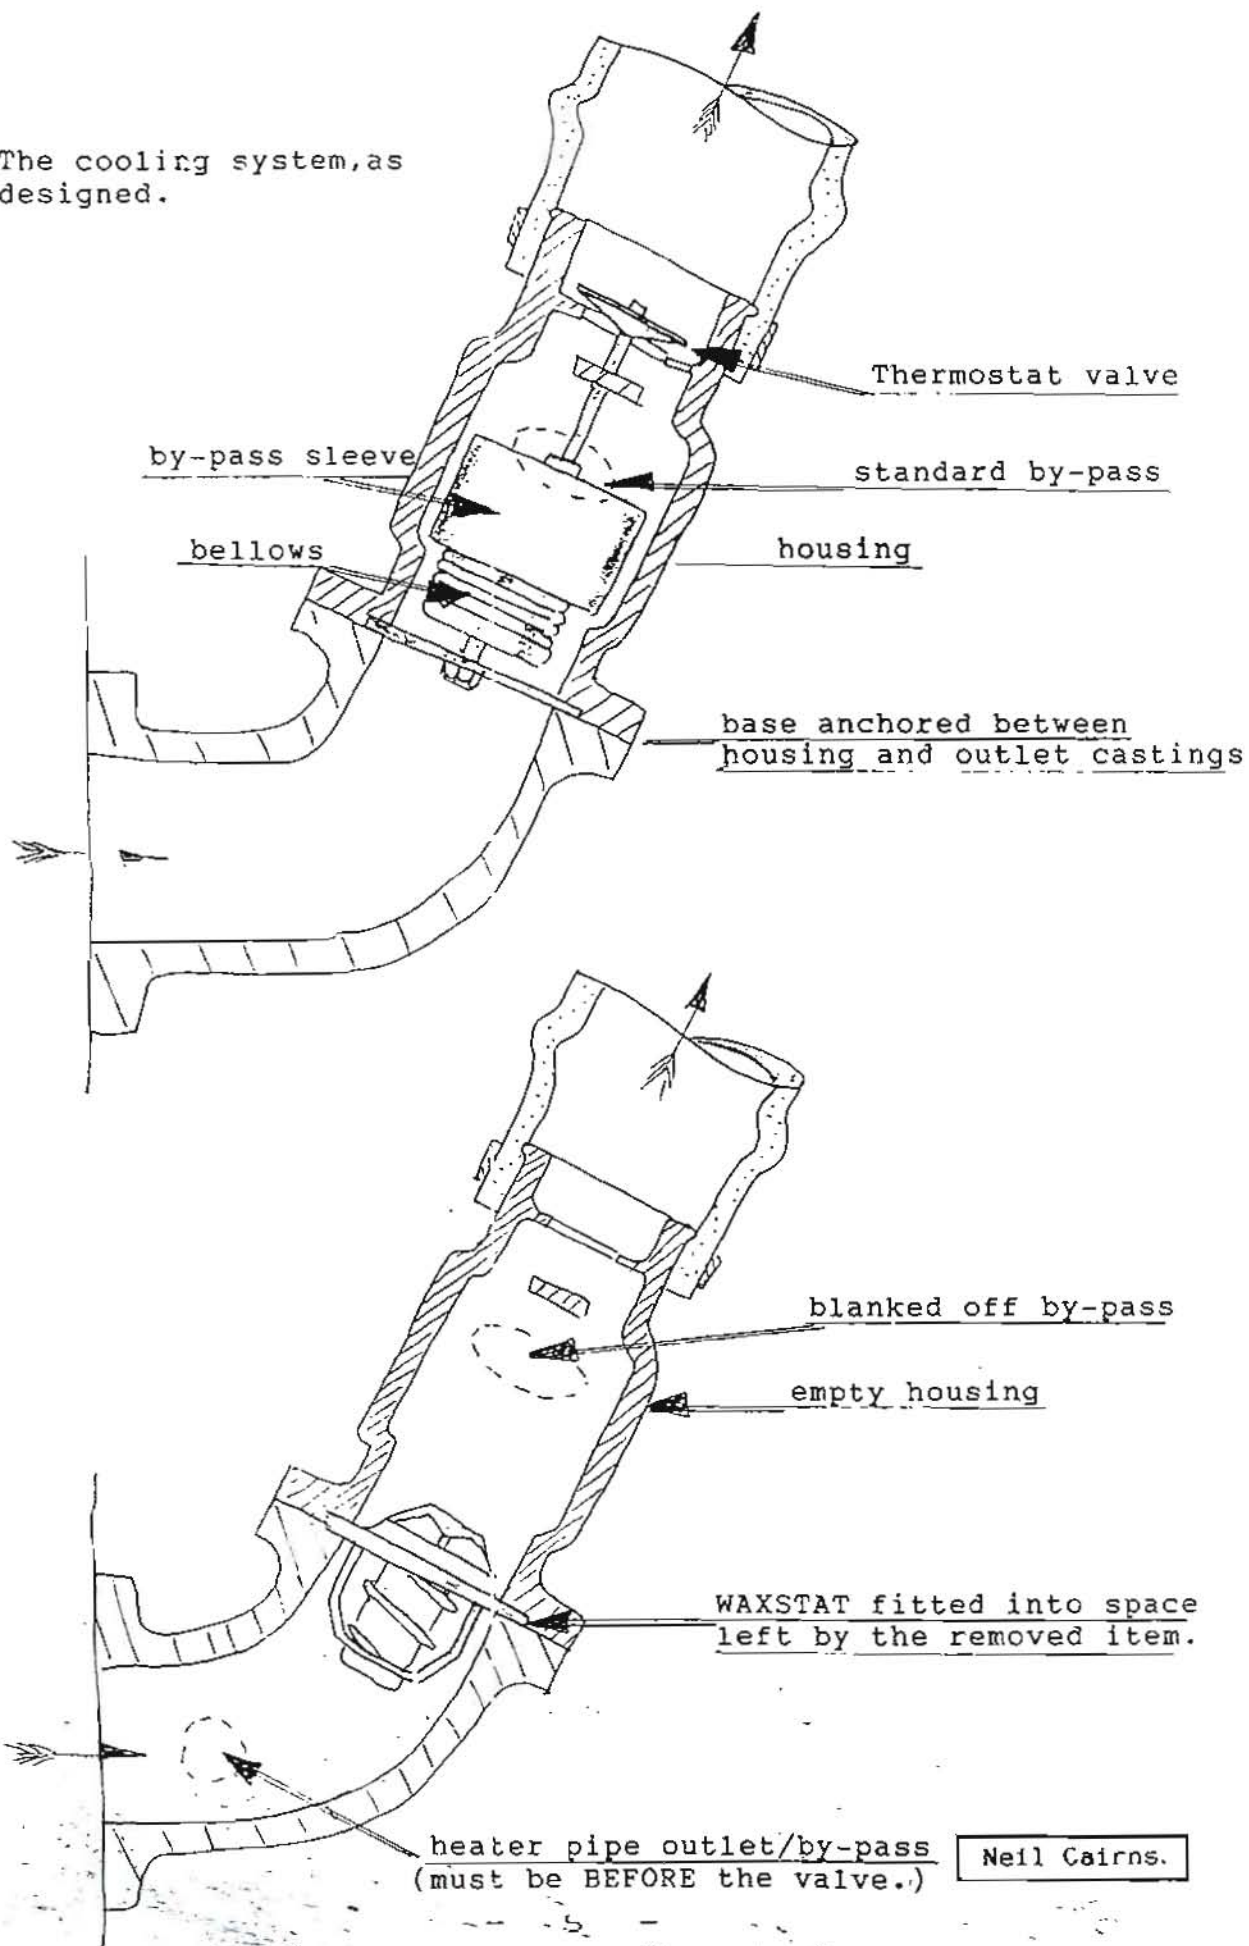 The cooling system,as
designed.
Thermostat valve
by-pass sleeve
standard by-pass
bellows
housing
base anchored between
housing and outlet castings
blanked off by-pass
empty housing
WAXSTAT fitted into space
left by the removed item.
heater pipe outlet/by-pass
(must be BEFORE the valve.)
Neil Cairns.